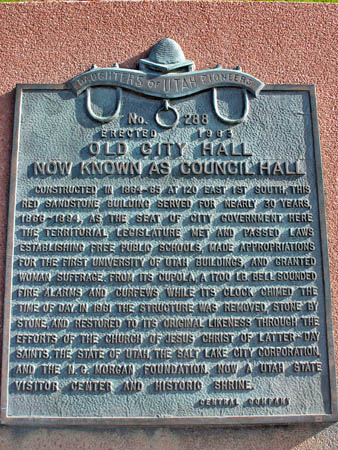 DAUGHTERS OF UTAH PIONEERS
No. 288
ERECTED 1963
OLD CITY HALL
NOW KNOWN AS COUNCIL HALL
CONSTRUCTED IN 1864-65 AT 120 EAST 1ST SOUTH, THIS
RED SANDSTONE BUILDING SERVED FOR NEARLY 30 YEARS,
1866-1894, AS THE SEAT OF CITY GOVERNMENT. HERE
THE TERRITORIAL LEGISLATURE MET AND PASSED LAWS
ESTABLISHING FREE PUBLIC SCHOOLS, MADE APPROPRIATIONS
FOR THE FIRST UNIVERSITY OF UTAH BUILDINGS, AND GRANTED
WOMAN SUFFRAGE. FROM ITS CUPOLA, A 1700 LB. BELL SOUNDED
FIRE ALARMS AND CURFEWS WHILE ITS CLOCK CHIMED THE
TIME OF DAY. IN 1961 THE STRUCTURE WAS REMOVED, STONE BY
STONE, AND RESTORED TO ITS ORIGINAL LIKENESS THROUGH THE
EFFORTS OF THE CHURCH OF JESUS CHRIST OF LATTER-DAY
SAINTS, THE STATE OF UTAH, THE SALT LAKE CITY CORPORATION,
AND THE N. G. MORGAN FOUNDATION. NOW A UTAH STATE
VISITOR CENTER AND HISTORIC SHRINE.
CENTRAL COMPANY